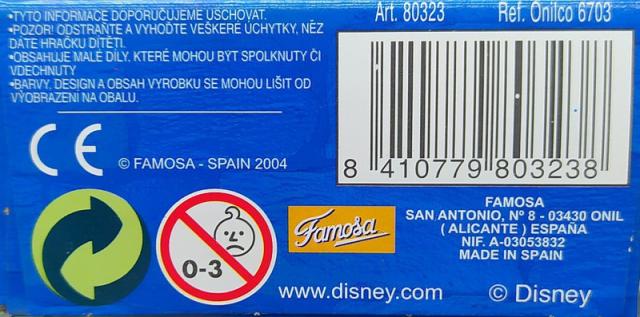 •TYTO INFORMACE DOPORUČUJEME USCHOVAT.
•POZOR! ODSTRAŇTE A VYHOĎTE VEŠKERÉ ÚCHYTKY, NEŽ
DÁTE HRAČKU DÍTĚTI.
•OBSAHUJE MALÉ DÍLY, KTERÉ MOHOU BÝT SPOLKNUTY ČI
VDECHNUTY
•BARVY, DESIGN A OBSAH VÝROBKU SE MOHOU LIŠIT OD
VYOBRAZENÍ NA OBALU.
CE
© FAMOSA - SPAIN 2004
Art. 80323 Ref. Onilco 6703
8 410779 803238
0-3
Famosa
FAMOSA
SAN ANTONIO, Nº 8 - 03430 ONIL
( ALICANTE ) ESPAÑA
NIF. A-03053832
MADE IN SPAIN
www.disney.com © Disney